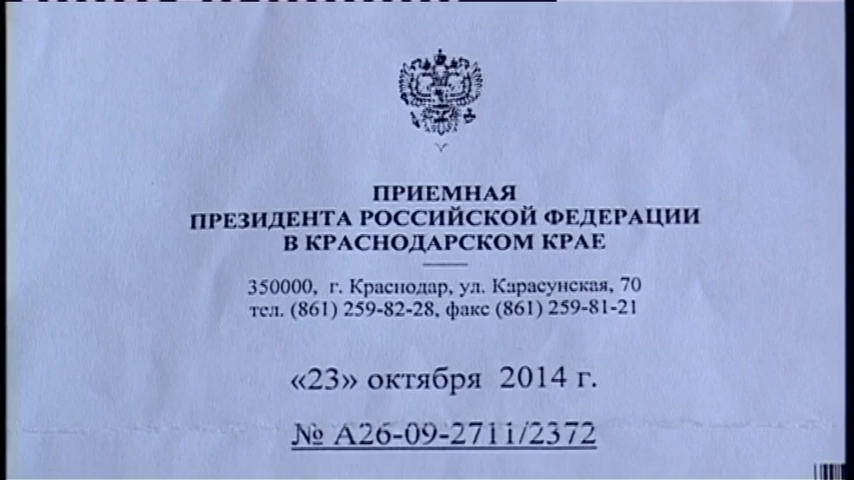 ПРИЕМНАЯ
ПРЕЗИДЕНТА РОССИЙСКОЙ ФЕДЕРАЦИИ
В КРАСНОДАРСКОМ КРАЕ
350000, г. Краснодар, ул. Карасунская, 70
тел. (861) 259-82-28, факс (861) 259-81-21
«23» октября 2014 г.
№ А26-09-2711/2372